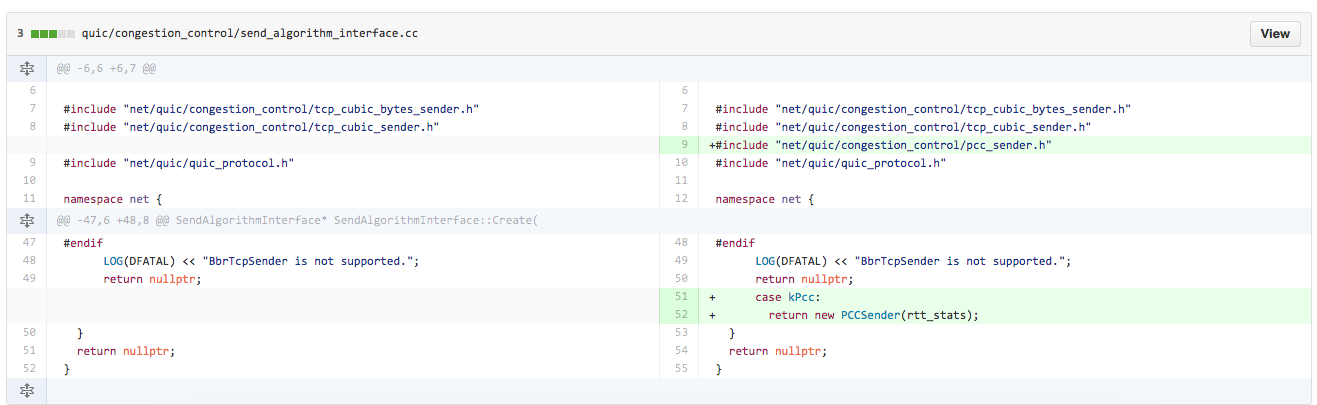 3 quic/congestion_control/send_algorithm_interface.cc View
@@ -6,6 +6,7 @@
6 6
7 #include "net/quic/congestion_control/tcp_cubic_bytes_sender.h" 7 #include "net/quic/congestion_control/tcp_cubic_bytes_sender.h"
8 #include "net/quic/congestion_control/tcp_cubic_sender.h" 8 #include "net/quic/congestion_control/tcp_cubic_sender.h"
9 +#include "net/quic/congestion_control/pcc_sender.h"
9 #include "net/quic/quic_protocol.h" 10 #include "net/quic/quic_protocol.h"
10 11
11 namespace net { 12 namespace net {
@@ -47,6 +48,8 @@ SendAlgorithmInterface* SendAlgorithmInterface::Create(
47 #endif 48 #endif
48 LOG(DFATAL) << "BbrTcpSender is not supported."; 49 LOG(DFATAL) << "BbrTcpSender is not supported.";
49 return nullptr; 50 return nullptr;
51 + case kPcc:
52 + return new PCCSender(rtt_stats);
50 } 53 }
51 return nullptr; 54 return nullptr;
52 } 55 }